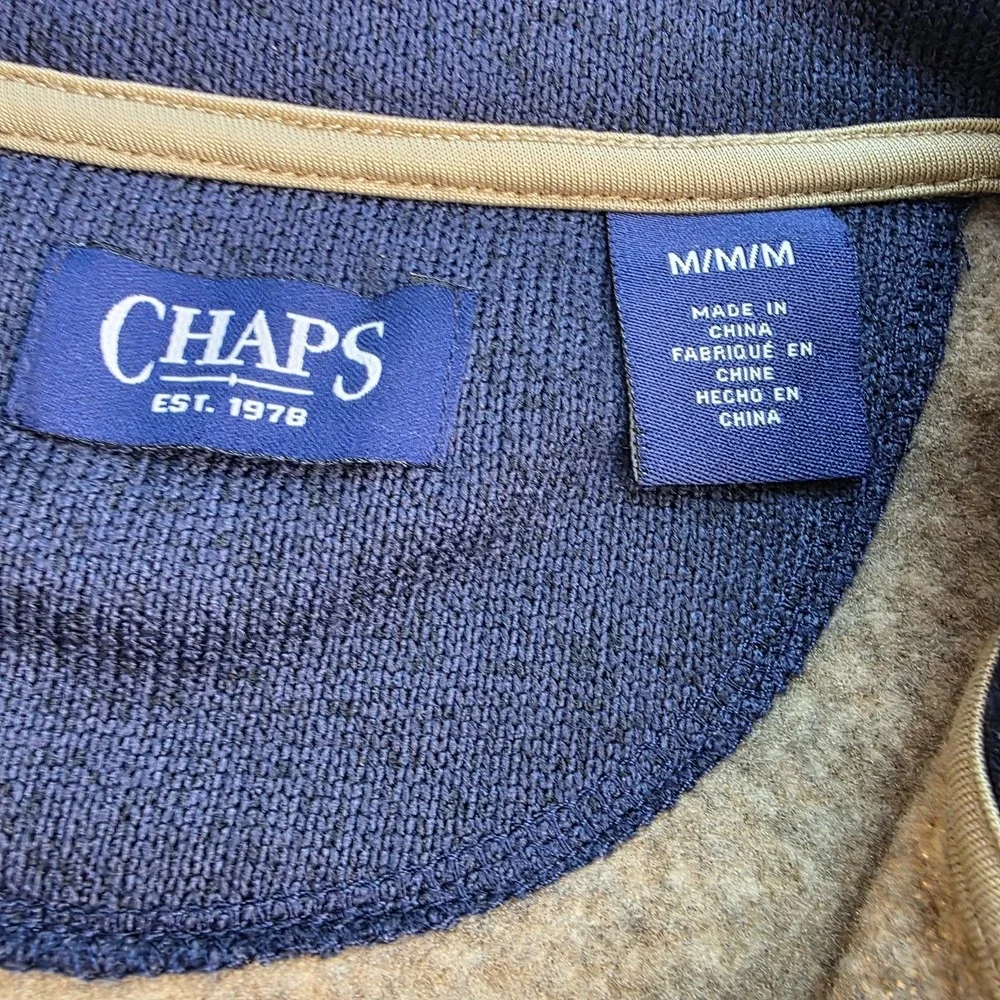 CHAPS
EST. 1978
M/M/M
MADE IN
CHINA
FABRIQUÉ EN
CHINE
HECHO EN
CHINA